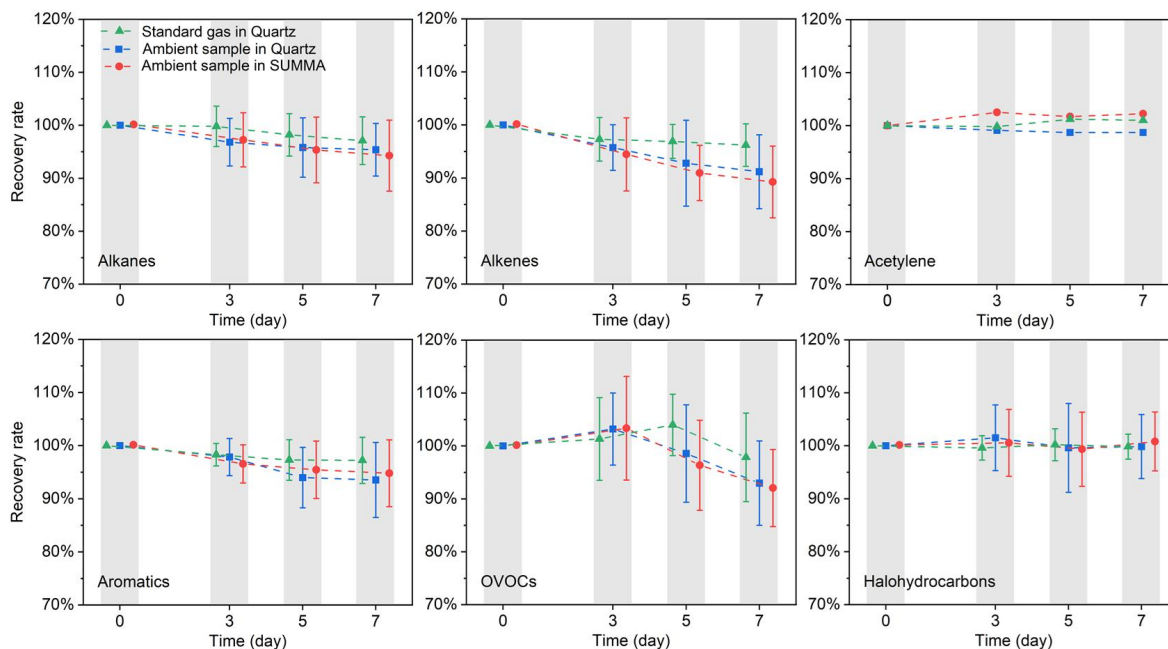 120%
110%
100%
90%
80%
70%
Recovery rate
Standard gas in Quartz
Ambient sample in Quartz
Ambient sample in SUMMA
Alkanes
0 3 5 7
Time (day)
120%
110%
100%
90%
80%
70%
Alkenes
0 3 5 7
Time (day)
120%
110%
100%
90%
80%
70%
Acetylene
0 3 5 7
Time (day)
120%
110%
100%
90%
80%
70%
Recovery rate
Aromatics
0 3 5 7
Time (day)
120%
110%
100%
90%
80%
70%
OVOCs
0 3 5 7
Time (day)
120%
110%
100%
90%
80%
70%
Halohydrocarbons
0 3 5 7
Time (day)